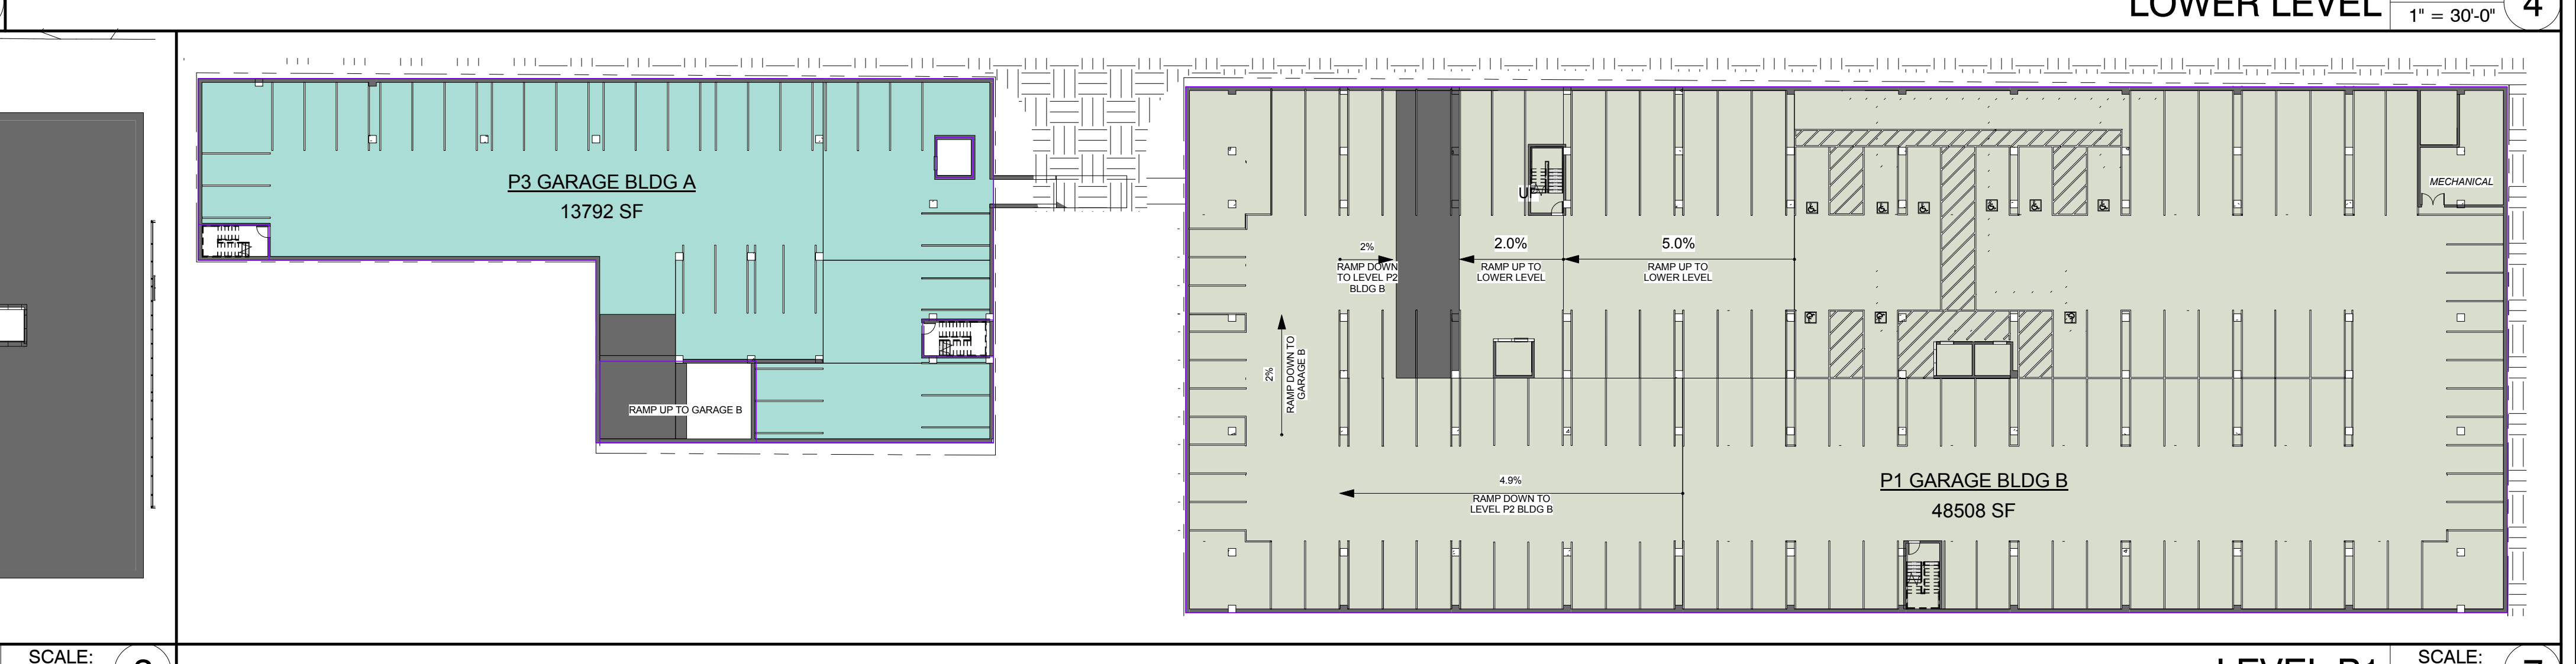 LOWER LEVEL
1" = 30'-0"
4
P3 GARAGE BLDG A
13792 SF
RAMP UP TO GARAGE B
UP
2%
RAMP DOWN
TO LEVEL P2
BLDG B
2.0%
RAMP UP TO
LOWER LEVEL
5.0%
RAMP UP TO
LOWER LEVEL
MECHANICAL
2%
RAMP DOWN TO
GARAGE B
4.9%
RAMP DOWN TO
LEVEL P2 BLDG B
P1 GARAGE BLDG B
48508 SF
SCALE:
LEVEL P1
SCALE: